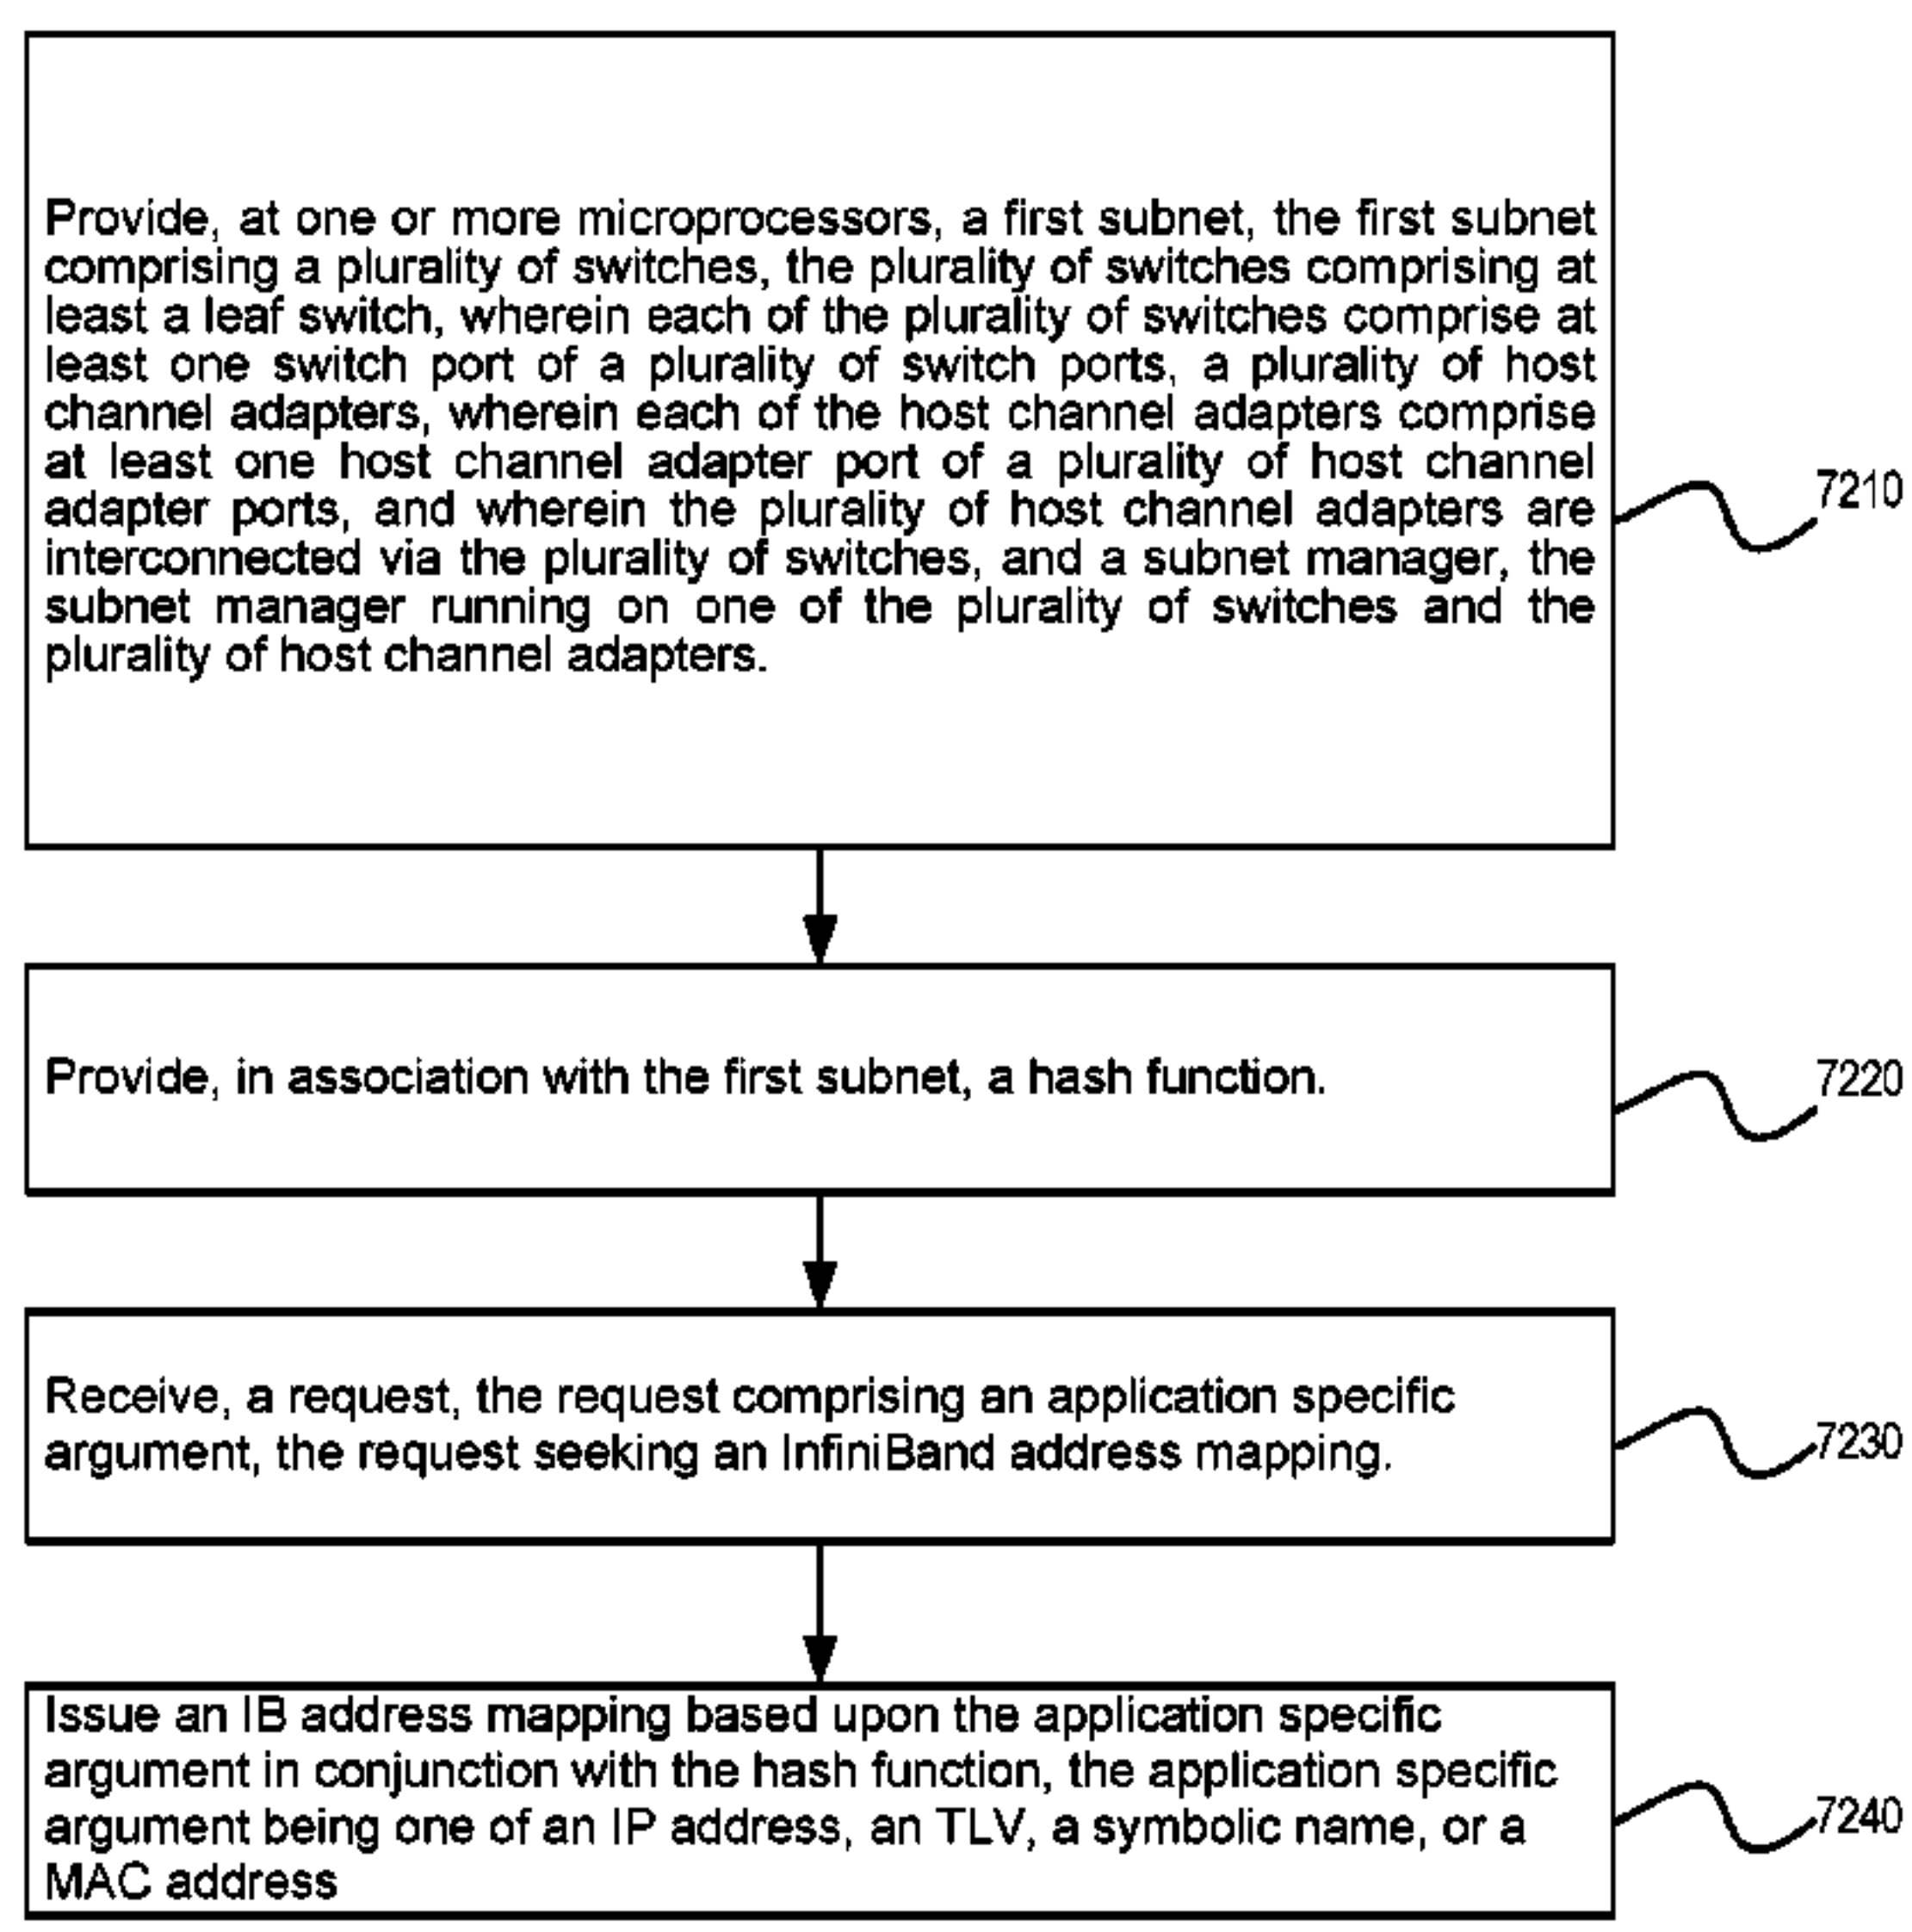 Provide, at one or more microprocessors, a first subnet, the first subnet
comprising a plurality of switches, the plurality of switches comprising at
least a leaf switch, wherein each of the plurality of switches comprise at
least one switch port of a plurality of switch ports, a plurality of host
channel adapters, wherein each of the host channel adapters comprise
at least one host channel adapter port of a plurality of host channel
adapter ports, and wherein the plurality of host channel adapters are
interconnected via the plurality of switches, and a subnet manager, the
subnet manager running on one of the plurality of switches and the
plurality of host channel adapters.
7210
Provide, in association with the first subnet, a hash function.
7220
Receive, a request, the request comprising an application specific
argument, the request seeking an InfiniBand address mapping.
7230
Issue an IB address mapping based upon the application specific
argument in conjunction with the hash function, the application specific
argument being one of an IP address, an TLV, a symbolic name, or a
MAC address
7240